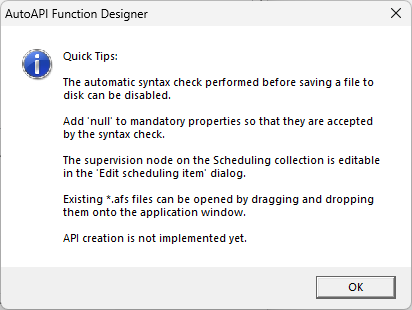 AutoAPI Function Designer
Quick Tips:
The automatic syntax check performed before saving a file to
disk can be disabled.
Add 'null' to mandatory properties so that they are accepted
by the syntax check.
The supervision node on the Scheduling collection is editable
in the 'Edit scheduling item' dialog.
Existing *.afs files can be opened by dragging and dropping
them onto the application window.
API creation is not implemented yet.
OK